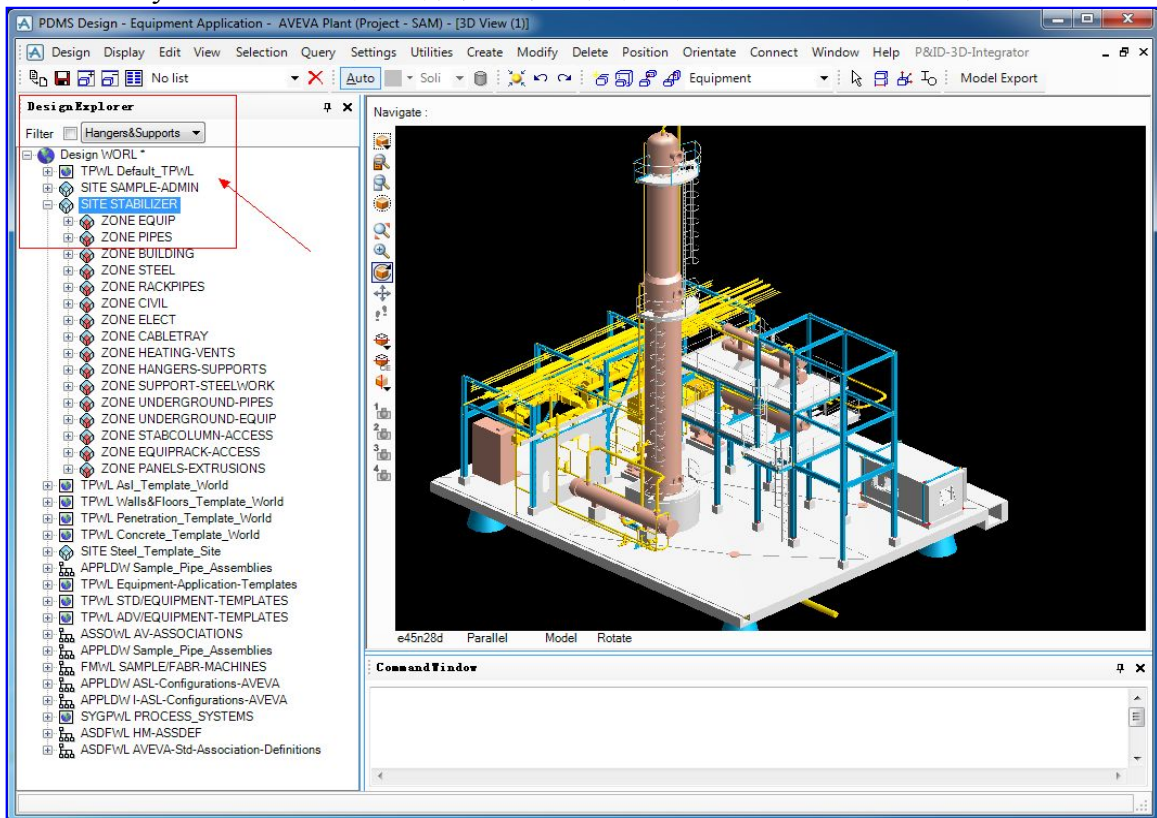 PDMS Design - Equipment Application - AVEVA Plant (Project - SAM) - [3D View (1)]
Design Display Edit View Selection Query Settings Utilities Create Modify Delete Position Orientate Connect Window Help P&ID-3D-Integrator
No list Auto Soli Equipment Model Export
DesignExplorer
Filter Hangers&Supports
Design WORL *
TPWL Default_TPWL
SITE SAMPLE-ADMIN
SITE STABILIZER
ZONE EQUIP
ZONE PIPES
ZONE BUILDING
ZONE STEEL
ZONE RACKPIPES
ZONE CIVIL
ZONE ELECT
ZONE CABLETRAY
ZONE HEATING-VENTS
ZONE HANGERS-SUPPORTS
ZONE SUPPORT-STEELWORK
ZONE UNDERGROUND-PIPES
ZONE UNDERGROUND-EQUIP
ZONE STABCOLUMN-ACCESS
ZONE EQUIPRACK-ACCESS
ZONE PANELS-EXTRUSIONS
TPWL Asl_Template_World
TPWL Walls&Floors_Template_World
TPWL Penetration_Template_World
TPWL Concrete_Template_World
SITE Steel_Template_Site
APPLDW Sample_Pipe_Assemblies
TPWL Equipment-Application-Templates
TPWL STD/EQUIPMENT-TEMPLATES
TPWL ADV/EQUIPMENT-TEMPLATES
ASSOWL AV-ASSOCIATIONS
APPLDW Sample_Pipe_Assemblies
FMWL SAMPLE/FABR-MACHINES
APPLDW ASL-Configurations-AVEVA
APPLDW I-ASL-Configurations-AVEVA
SYGPWL PROCESS_SYSTEMS
ASDFWL HM-ASSDEF
ASDFWL AVEVA-Std-Association-Definitions
Navigate :
1
2
3
4
e45n28d Parallel Model Rotate
CommandWindow